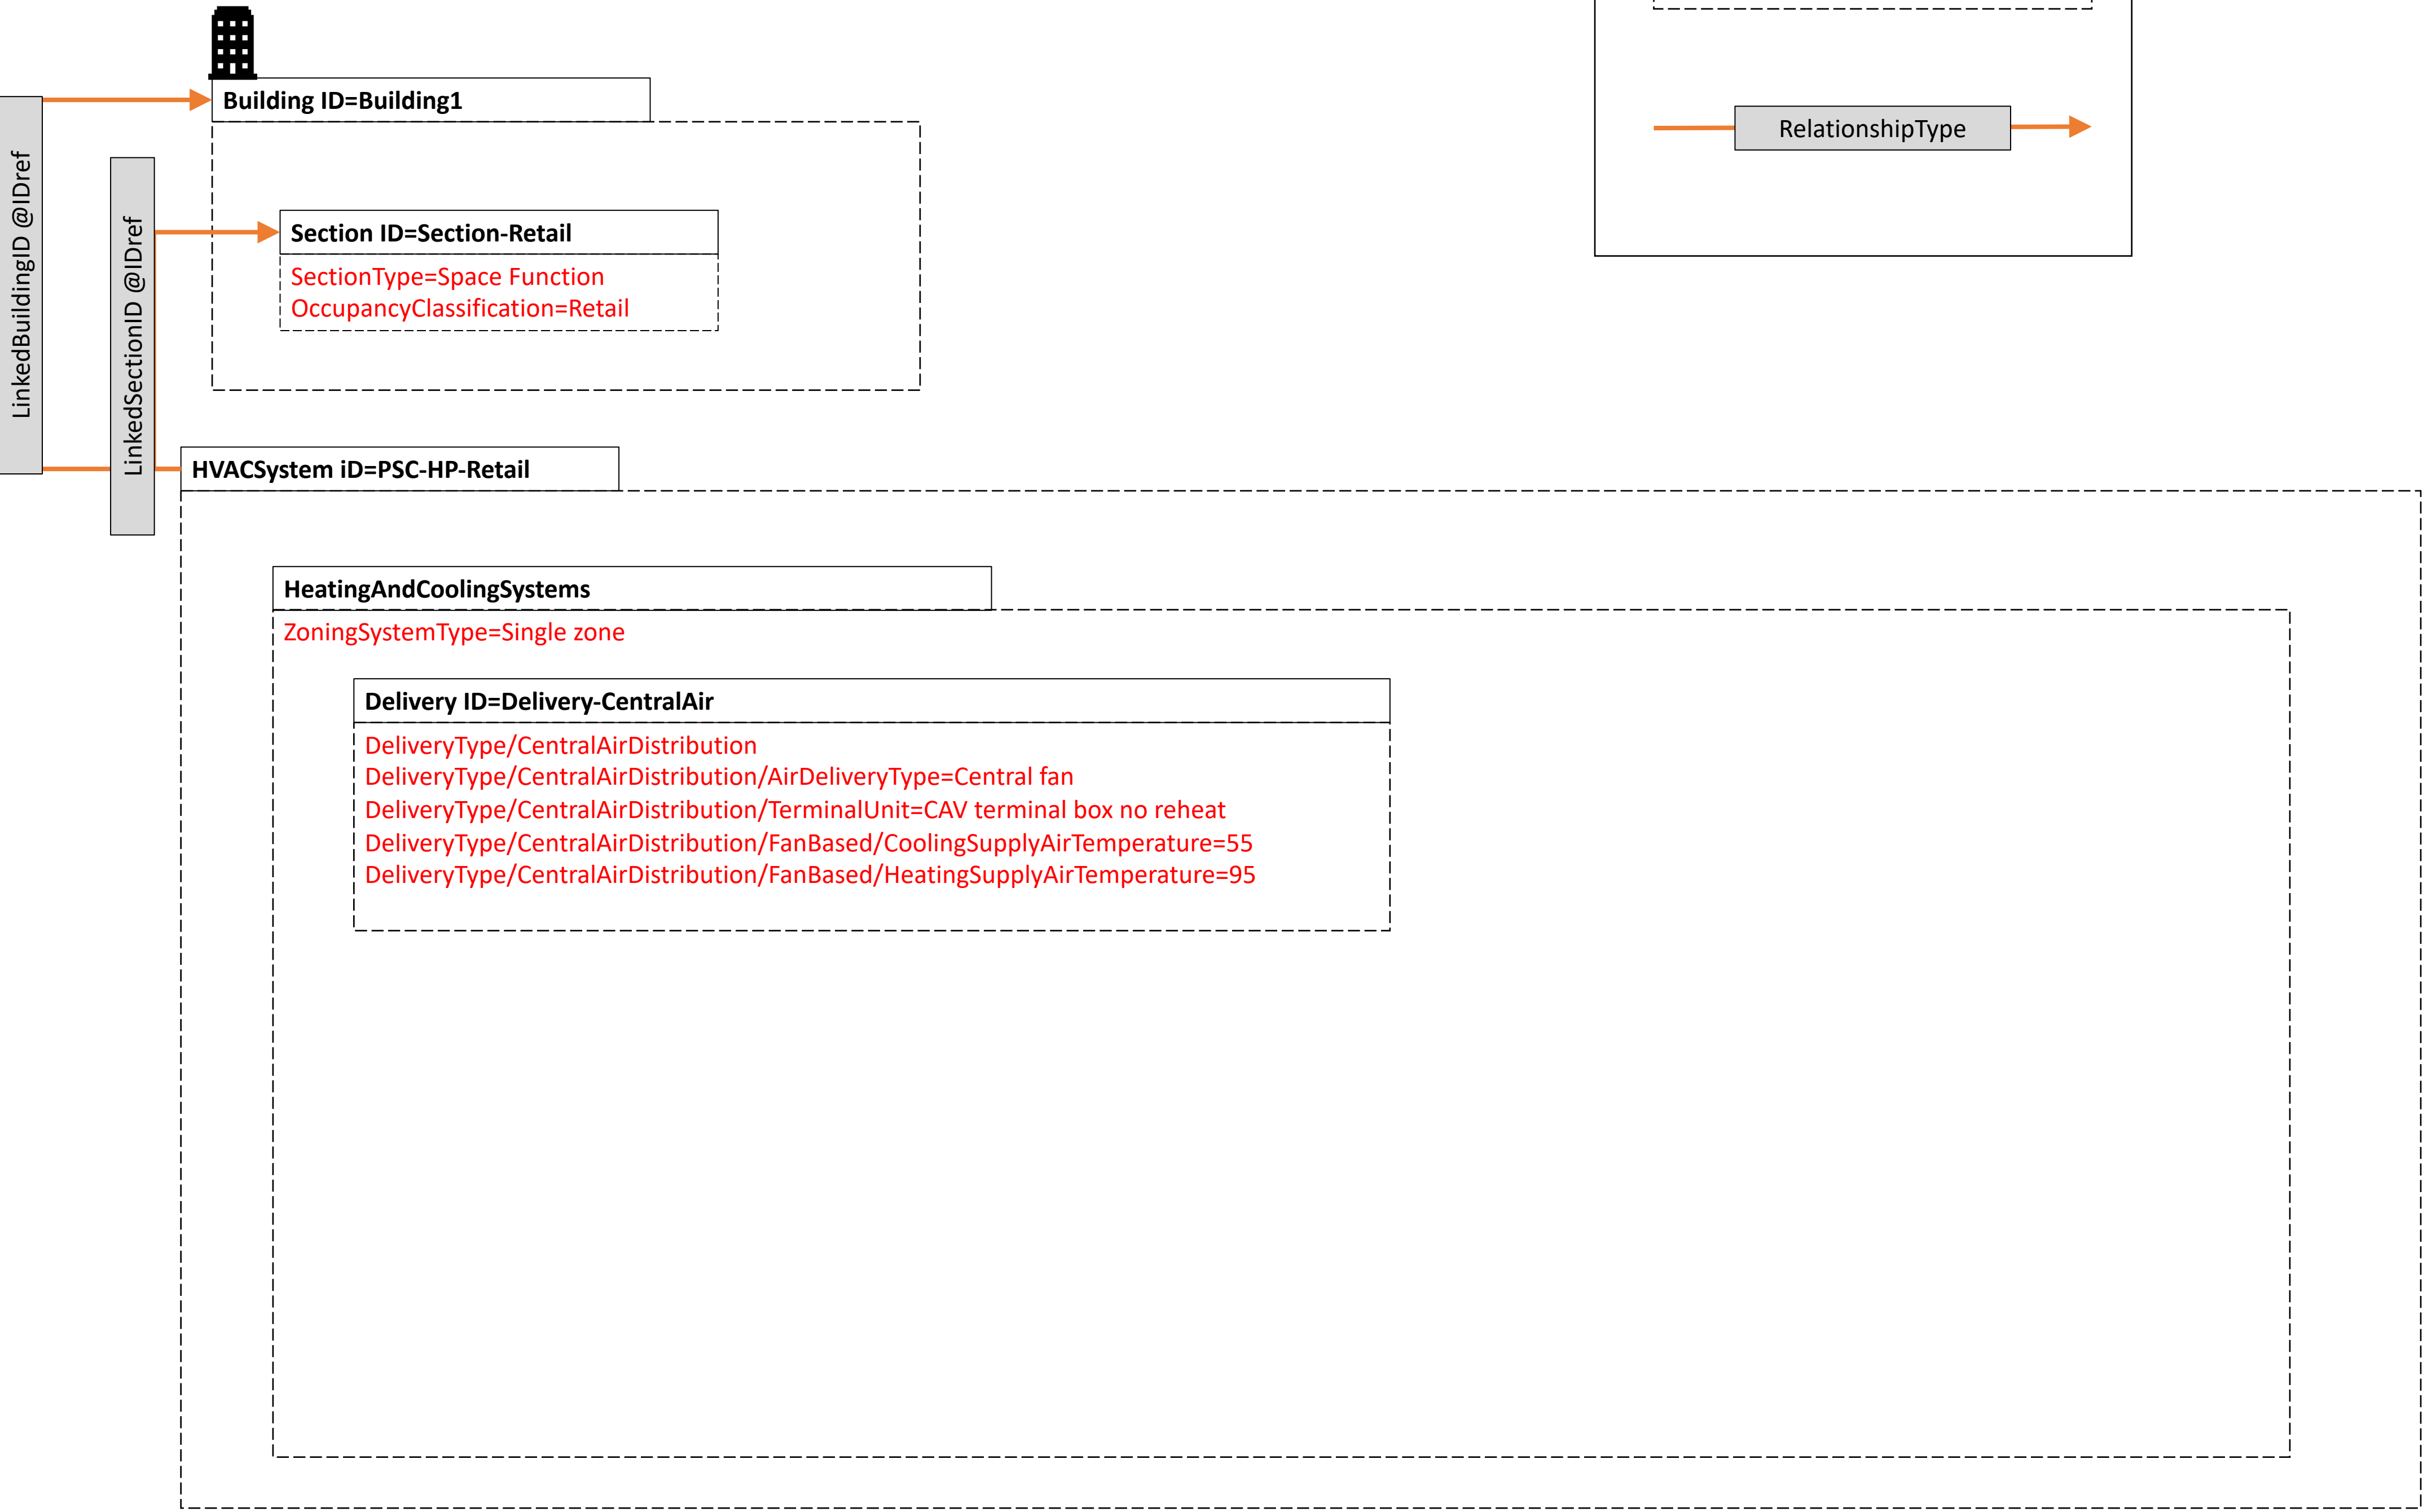 Building ID=Building1
RelationshipType
LinkedBuildingID @IDref
LinkedSectionID @IDref
Section ID=Section-Retail
SectionType=Space Function
OccupancyClassification=Retail
HVACSystem iD=PSC-HP-Retail
HeatingAndCoolingSystems
ZoningSystemType=Single zone
Delivery ID=Delivery-CentralAir
DeliveryType/CentralAirDistribution
DeliveryType/CentralAirDistribution/AirDeliveryType=Central fan
DeliveryType/CentralAirDistribution/TerminalUnit=CAV terminal box no reheat
DeliveryType/CentralAirDistribution/FanBased/CoolingSupplyAirTemperature=55
DeliveryType/CentralAirDistribution/FanBased/HeatingSupplyAirTemperature=95